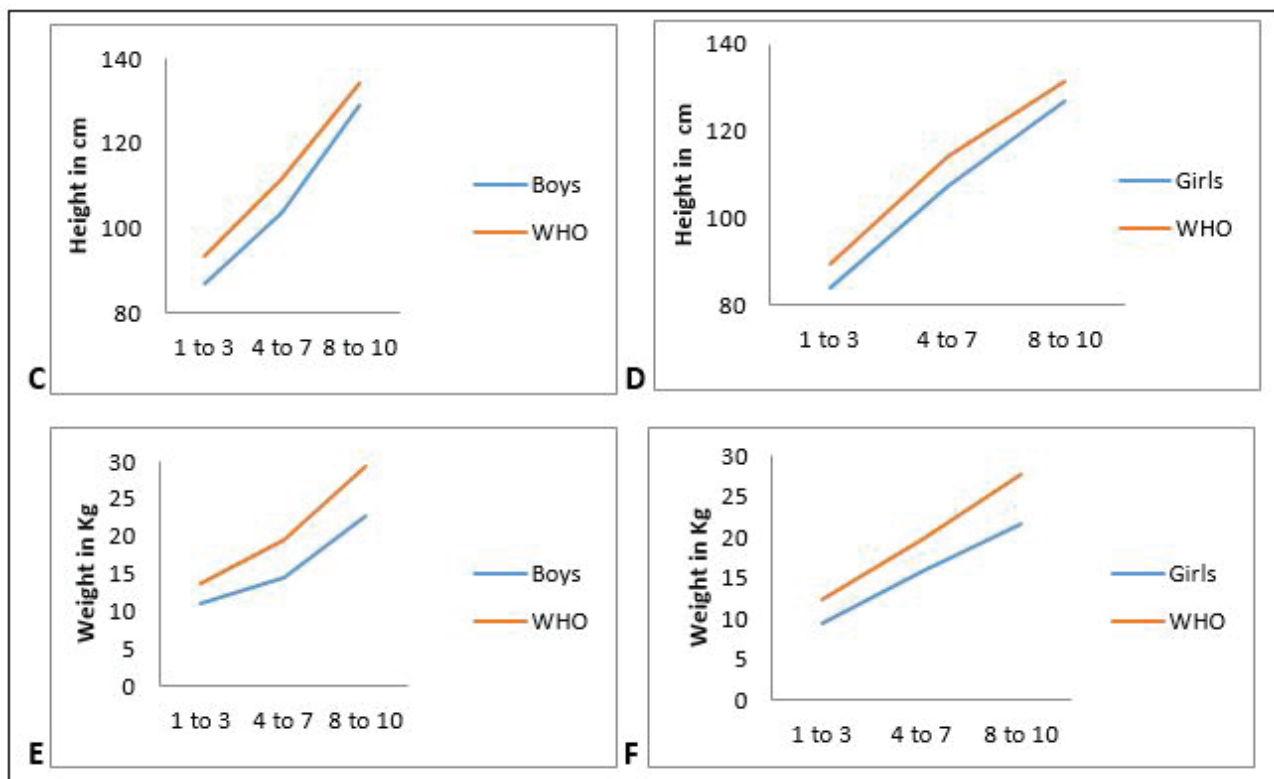 140
120
100
80
Height in cm
1 to 3 4 to 7 8 to 10
Boys
WHO
C
140
120
100
80
Height in cm
1 to 3 4 to 7 8 to 10
Girls
WHO
D
30
25
20
15
10
5
0
Weight in Kg
1 to 3 4 to 7 8 to 10
Boys
WHO
E
30
25
20
15
10
5
0
Weight in Kg
1 to 3 4 to 7 8 to 10
Girls
WHO
F